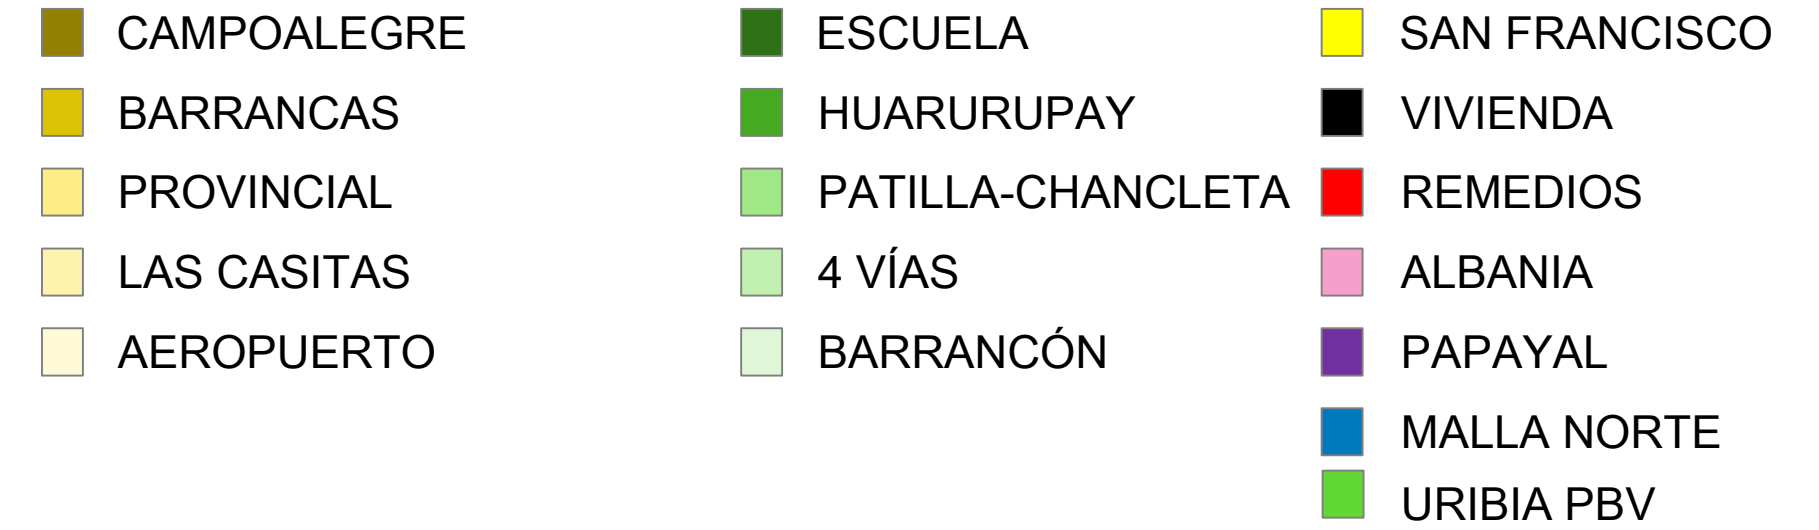 CAMPOALEGRE
BARRANCAS
PROVINCIAL
LAS CASITAS
AEROPUERTO
ESCUELA
HUARURUPAY
PATILLA-CHANCLETA
4 VÍAS
BARRANCÓN
SAN FRANCISCO
VIVIENDA
REMEDIOS
ALBANIA
PAPAYAL
MALLA NORTE
URIBIA PBV